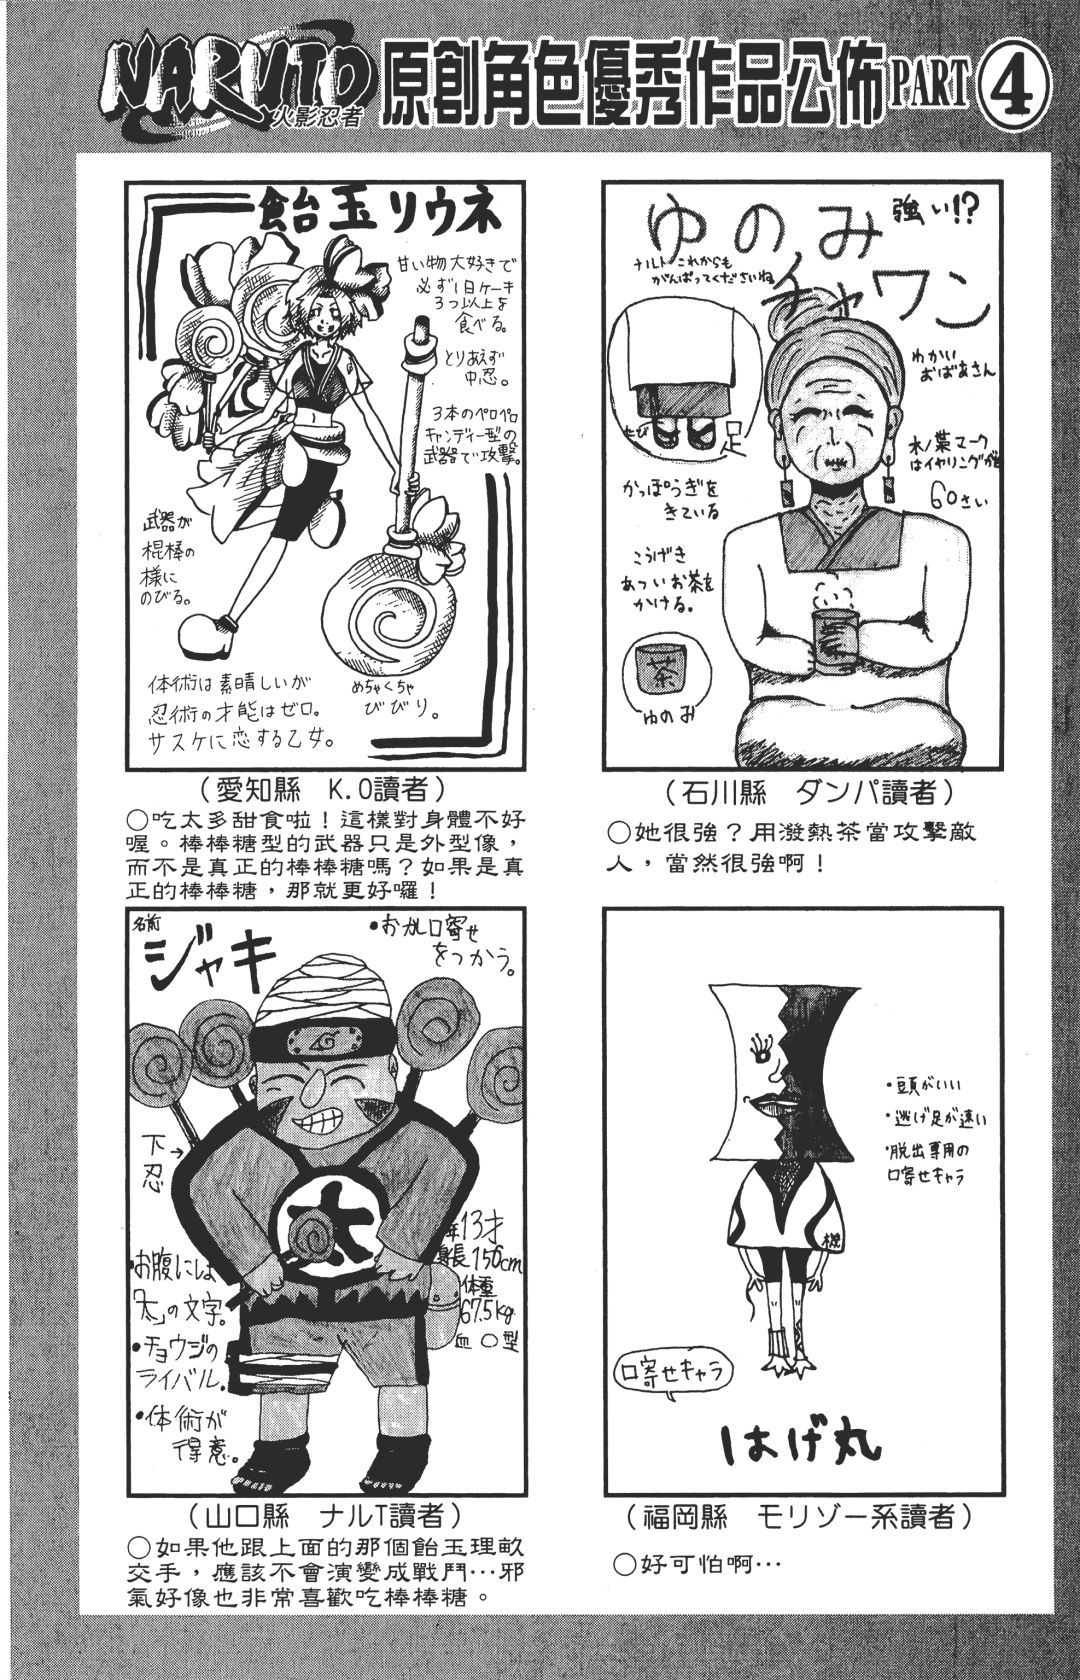 NARUTO
火影忍者
原創角色優秀作品公佈PART④
飴玉リウネ
甘い物大好きで
必ず1日ケーキ
3つ以上を
食べる。
とりあえず
中忍。
3本のペロペロ
キャンディー型の
武器で攻撃。
武器が
棍棒の
様に
のびる。
体術は素晴しいが
忍術の才能はゼロ。
サスケに恋する乙女。
めちゃくちゃ
びびり。
(愛知縣 K.O讀者)
○吃太多甜食啦！這樣對身體不好
喔。棒棒糖型的武器只是外型像，
而不是真正的棒棒糖嗎？如果是真
正的棒棒糖，那就更好囉！
ゆのみ
チャワン
強い!?
ナルト これからも
がんばってくださいね
わかい
おばあさん
たび
足
木ノ葉マーク
はイヤリングが
60さい
かっぽうぎを
きている
こうげき
あついお茶を
かける。
茶
ゆのみ
(石川縣 ダンパ讀者)
○她很強？用潑熱茶當攻擊敵
人，當然很強啊！
名前
ジャキ
・おかし口寄せ
をつかう。
下
忍
太
年13才
身長156cm
体重
67.5kg
血O型
・お腹には
「太」の文字。
・チョウジの
ライバル。
・体術が
得意。
(山口縣 ナルT讀者)
○如果他跟上面的那個飴玉理畝
交手，應該不會演變成戰鬥…邪
氣好像也非常喜歡吃棒棒糖。
・頭がいい
・逃げ足が速い
・脱出専用の
口寄せキャラ
口寄せキャラ
はげ丸
(福岡縣 モリゾー系讀者)
○好可怕啊…